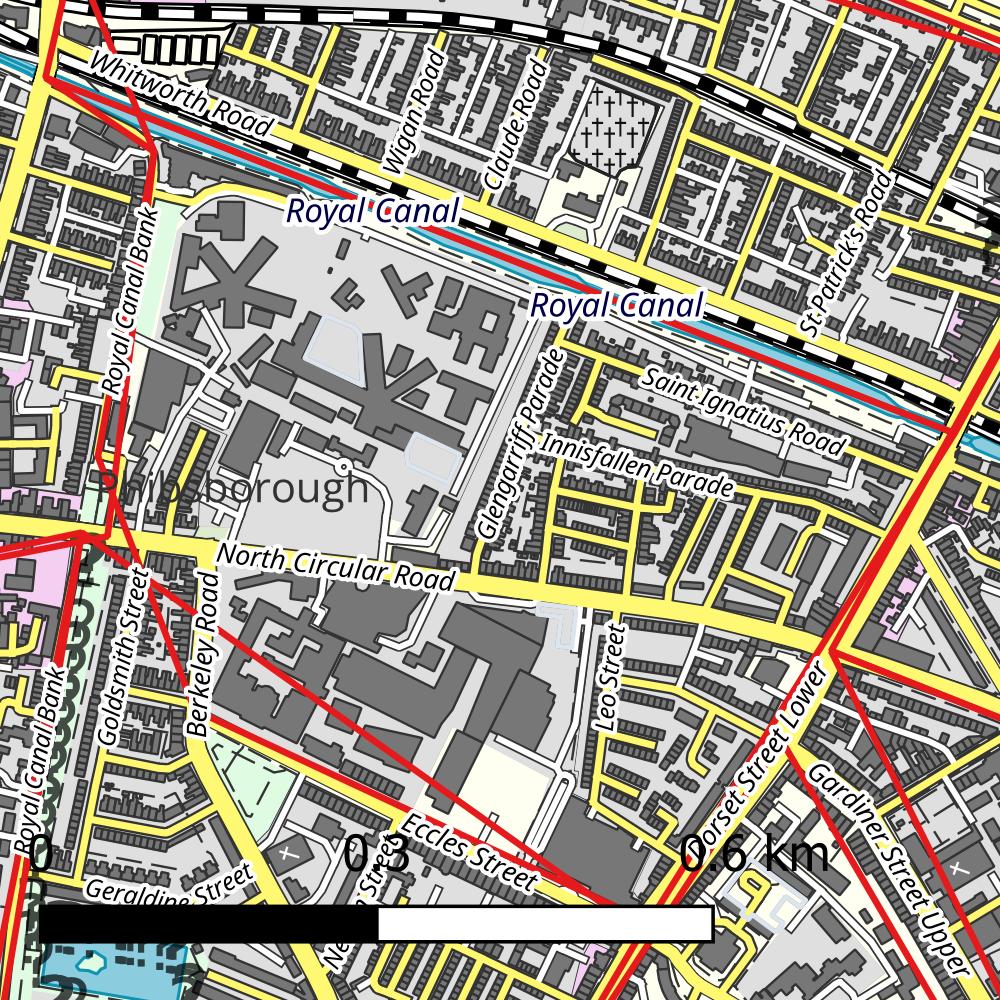 Whitworth Road
Wigan Road
Claude Road
Royal Canal
St Patrick's Road
Royal Canal Bank
Royal Canal
Glengarriff Parade
Saint Ignatius Road
Innisfallen Parade
Phibsborough
North Circular Road
Goldsmith Street
Berkeley Road
Leo Street
Royal Canal Bank
Dorset Street Lower
Gardiner Street Upper
Eccles Street
0 0.3 0.6 km
Geraldine Street
Street